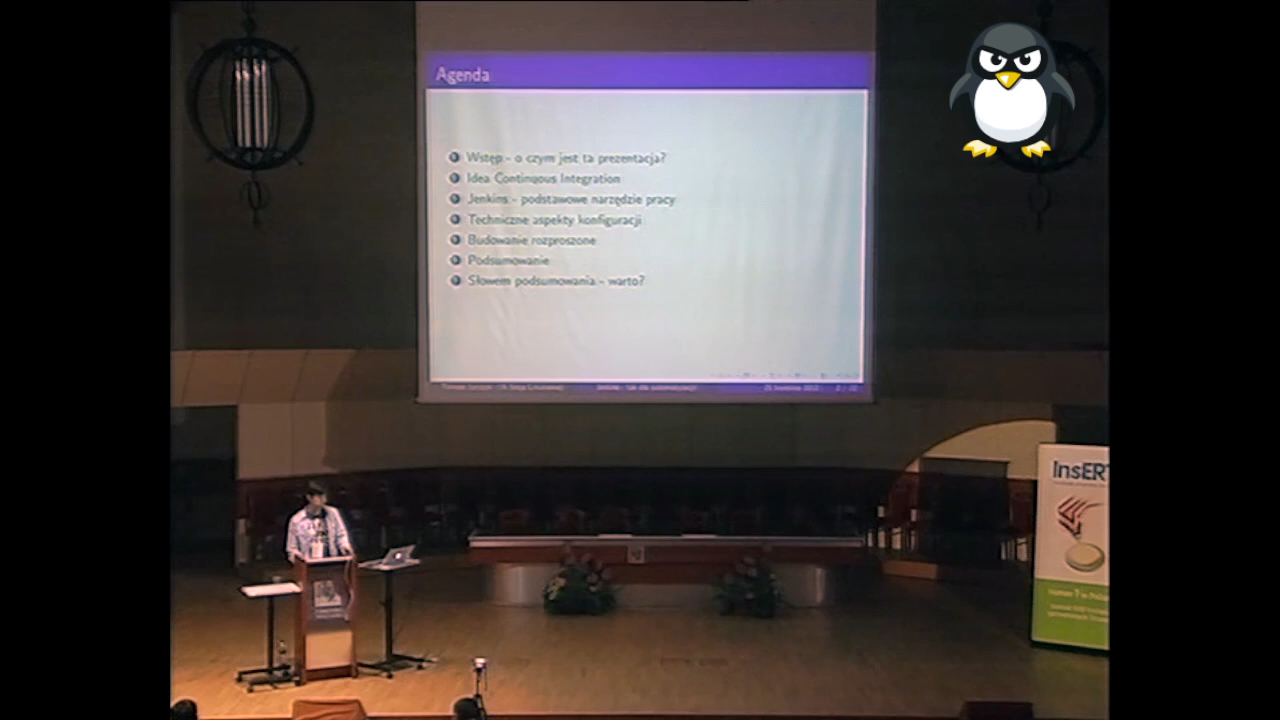 Agenda
Wstęp - o czym jest ta prezentacja?
Idea Continqous Integration
Jenkins - podstawowe narzędzie pracy
Techniczne aspekty konfiguracji
Budowanie rozproszone
Podsumowanie
Słowem podsumowania - warto?
InsERT